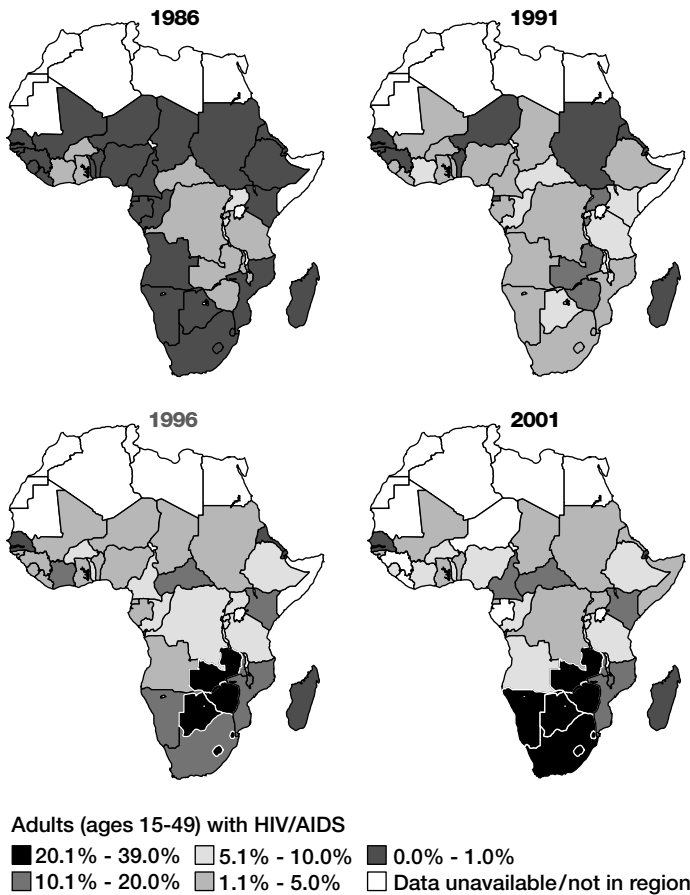 1986
1991
1996
2001
Adults (ages 15-49) with HIV/AIDS
20.1% - 39.0%
5.1% - 10.0%
0.0% - 1.0%
10.1% - 20.0%
1.1% - 5.0%
Data unavailable/not in region